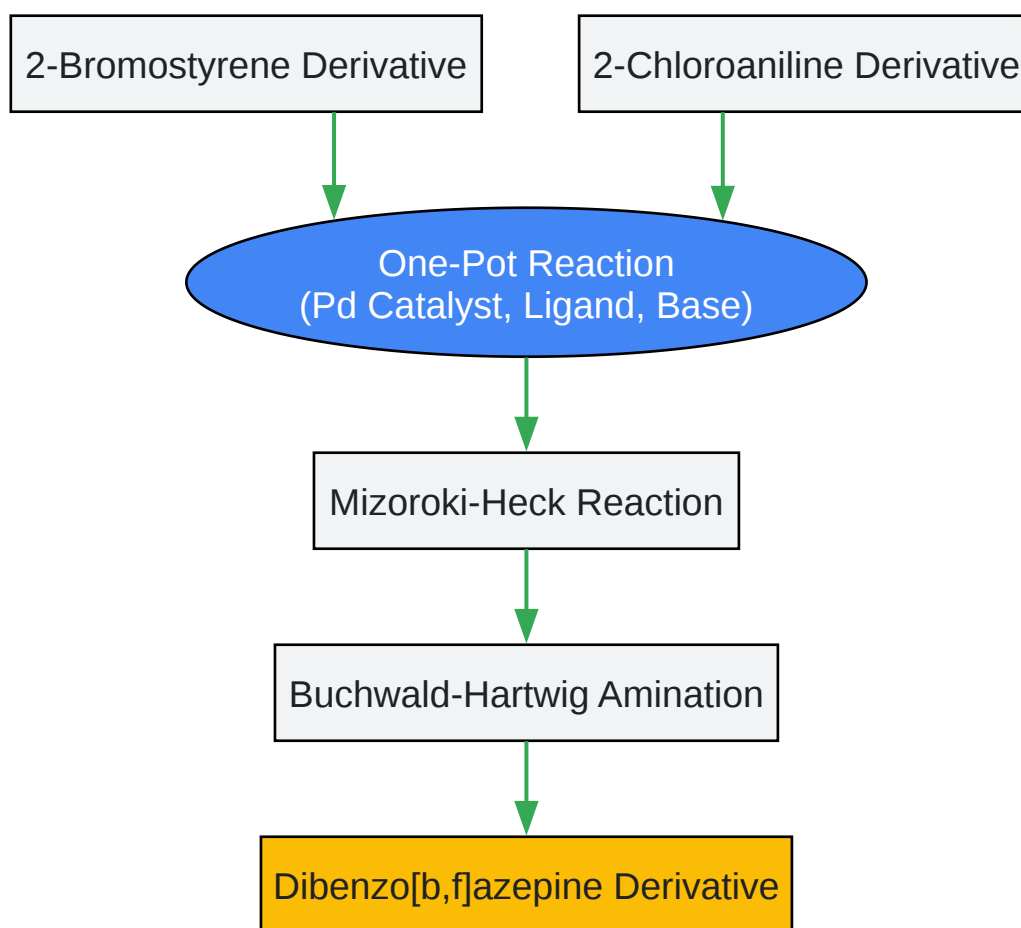 2-Bromostyrene Derivative
2-Chloroaniline Derivative
One-Pot Reaction
(Pd Catalyst, Ligand, Base)
Mizoroki-Heck Reaction
Buchwald-Hartwig Amination
Dibenzo[b,f]azepine Derivative